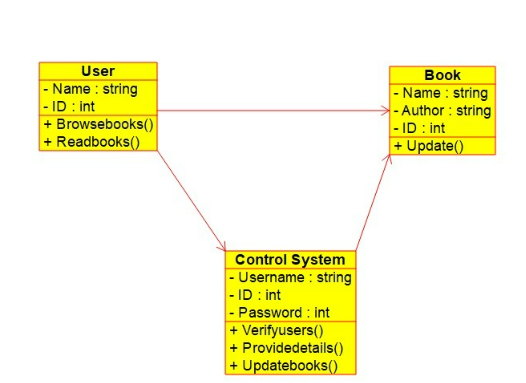 User
- Name : string
- ID : int
+ Browsebooks()
+ Readbooks()
Book
- Name : string
- Author : string
- ID : int
+ Update()
Control System
- Username : string
- ID : int
- Password : int
+ Verifyusers()
+ Providedetails()
+ Updatebooks()